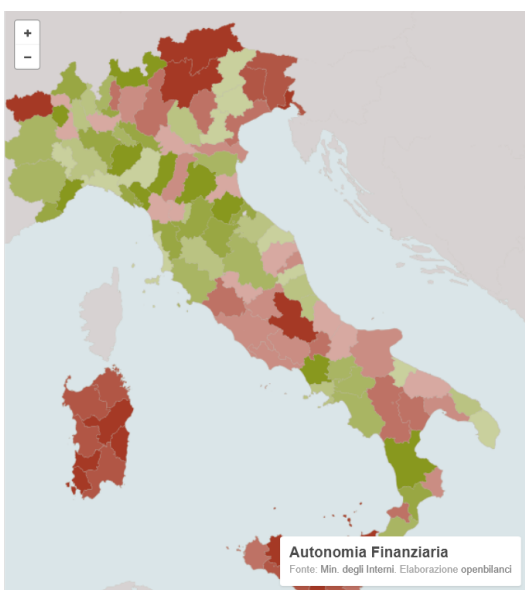 +
−
Autonomia Finanziaria
Fonte: Min. degli Interni. Elaborazione openbilanci